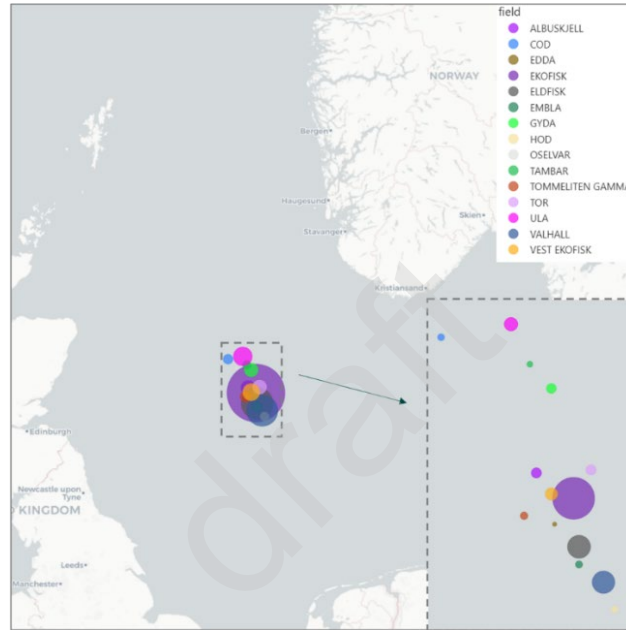 field
ALBUSKJELL
COD
EDDA
EKOFISK
ELDFISK
EMBLA
GYDA
HOD
OSELVAR
TAMBAR
TOMMELITEN GAMMA
TOR
ULA
VALHALL
VEST EKOFISK
NORWAY
Bergen
Haugesund
Stavanger
Skien
Kristiansand
Edinburgh
Newcastle upon
Tyne
KINGDOM
Leeds
Manchester
draft